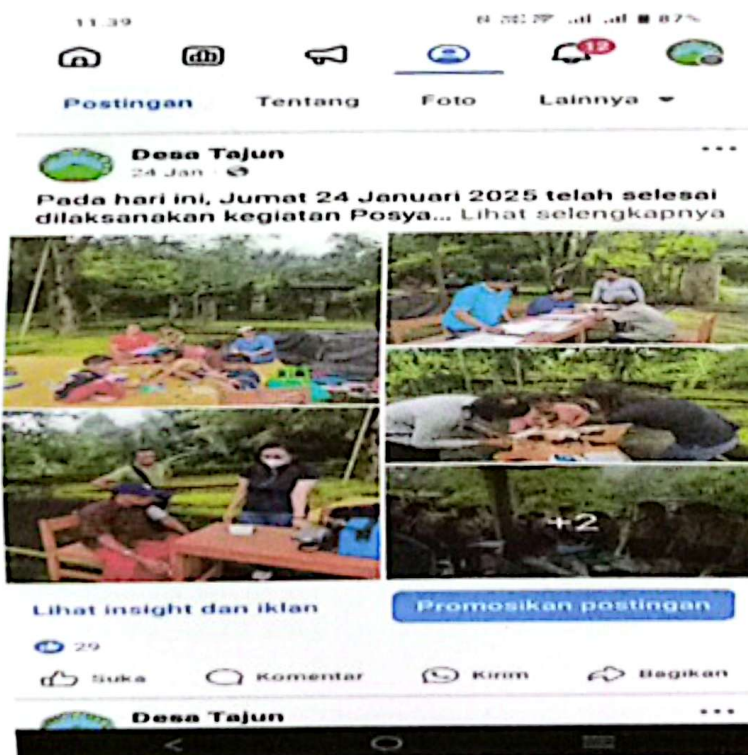 11.39
87%
12
Postingan Tentang Foto Lainnya
Desa Tajun
24 Jan
Pada hari ini, Jumat 24 Januari 2025 telah selesai
dilaksanakan kegiatan Posya... Lihat selengkapnya
+2
Lihat insight dan iklan Promosikan postingan
29
Suka Komentar Kirim Bagikan
Desa Tajun